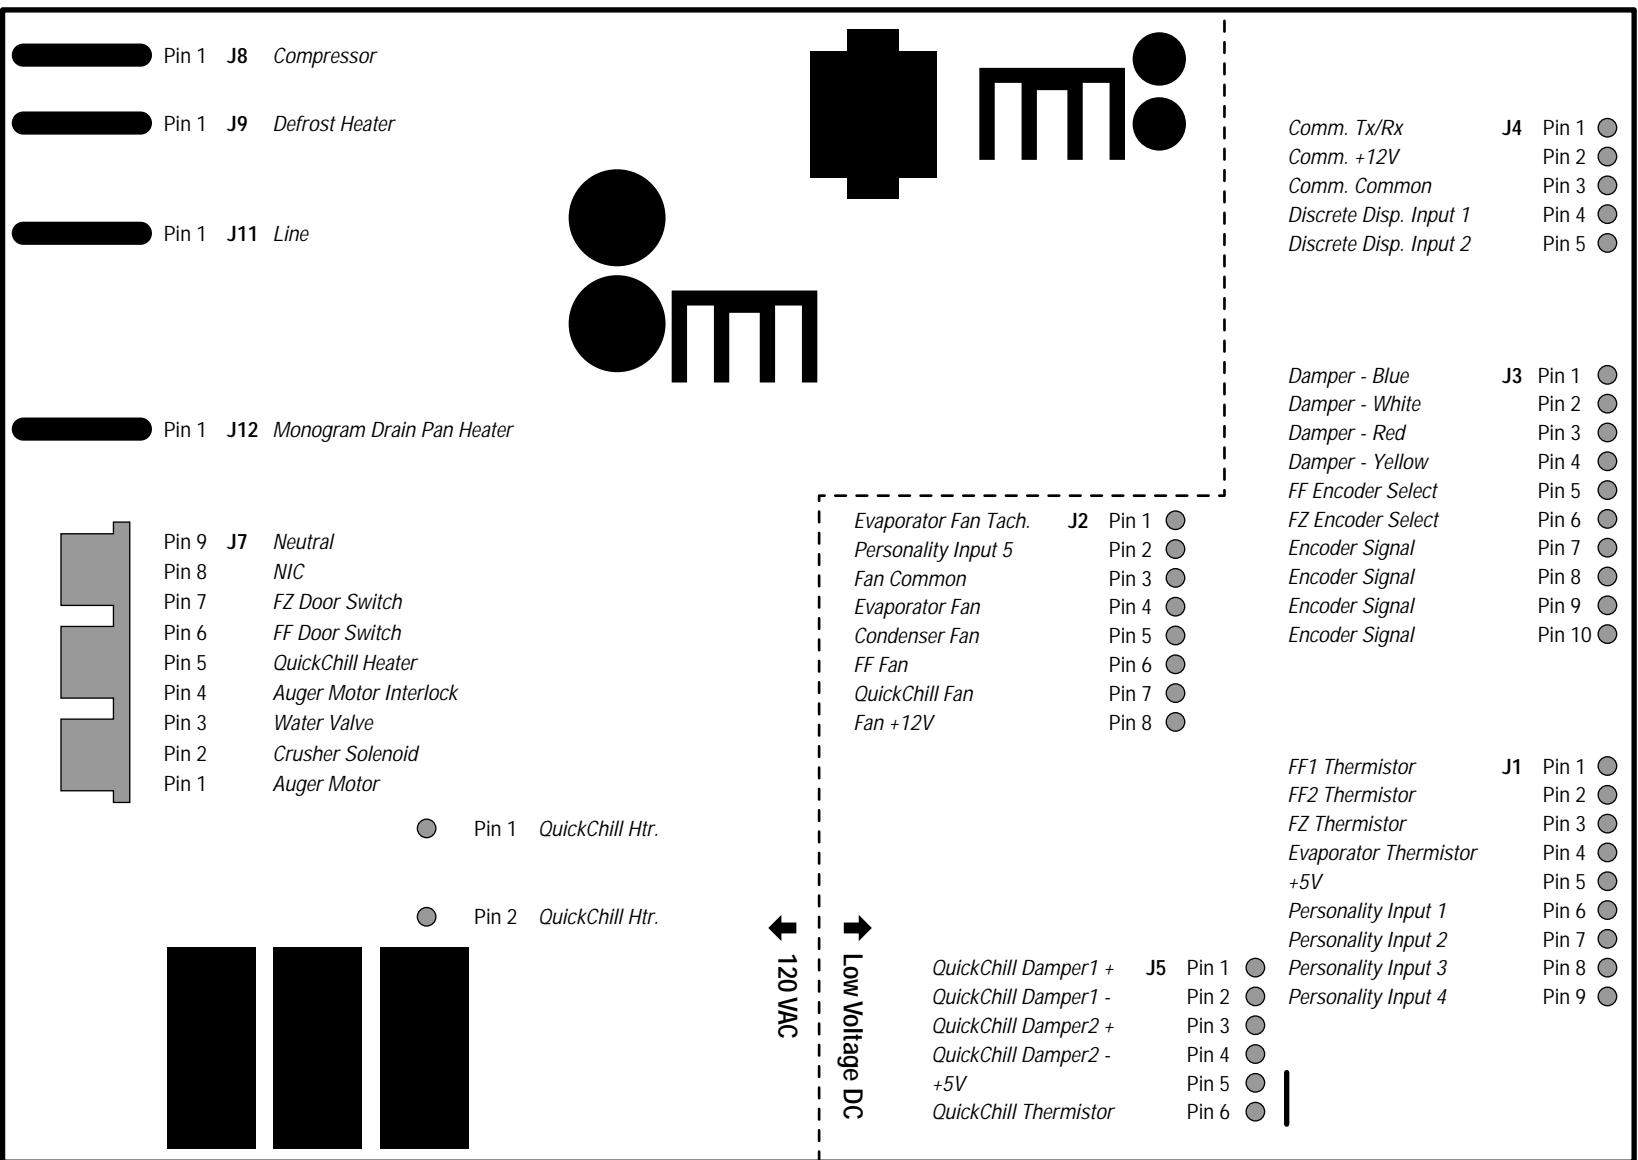 Pin 1 J8 Compressor
Pin 1 J9 Defrost Heater
Pin 1 J11 Line
Pin 1 J12 Monogram Drain Pan Heater
Pin 9 J7 Neutral
Pin 8 NIC
Pin 7 FZ Door Switch
Pin 6 FF Door Switch
Pin 5 QuickChill Heater
Pin 4 Auger Motor Interlock
Pin 3 Water Valve
Pin 2 Crusher Solenoid
Pin 1 Auger Motor
Pin 1 QuickChill Htr.
Pin 2 QuickChill Htr.
120 VAC
Low Voltage DC
Evaporator Fan Tach. J2 Pin 1
Personality Input 5 Pin 2
Fan Common Pin 3
Evaporator Fan Pin 4
Condenser Fan Pin 5
FF Fan Pin 6
QuickChill Fan Pin 7
Fan +12V Pin 8
QuickChill Damper1 + J5 Pin 1
QuickChill Damper1 - Pin 2
QuickChill Damper2 + Pin 3
QuickChill Damper2 - Pin 4
+5V Pin 5
QuickChill Thermistor Pin 6
Comm. Tx/Rx J4 Pin 1
Comm. +12V Pin 2
Comm. Common Pin 3
Discrete Disp. Input 1 Pin 4
Discrete Disp. Input 2 Pin 5
Damper - Blue J3 Pin 1
Damper - White Pin 2
Damper - Red Pin 3
Damper - Yellow Pin 4
FF Encoder Select Pin 5
FZ Encoder Select Pin 6
Encoder Signal Pin 7
Encoder Signal Pin 8
Encoder Signal Pin 9
Encoder Signal Pin 10
FF1 Thermistor J1 Pin 1
FF2 Thermistor Pin 2
FZ Thermistor Pin 3
Evaporator Thermistor Pin 4
+5V Pin 5
Personality Input 1 Pin 6
Personality Input 2 Pin 7
Personality Input 3 Pin 8
Personality Input 4 Pin 9